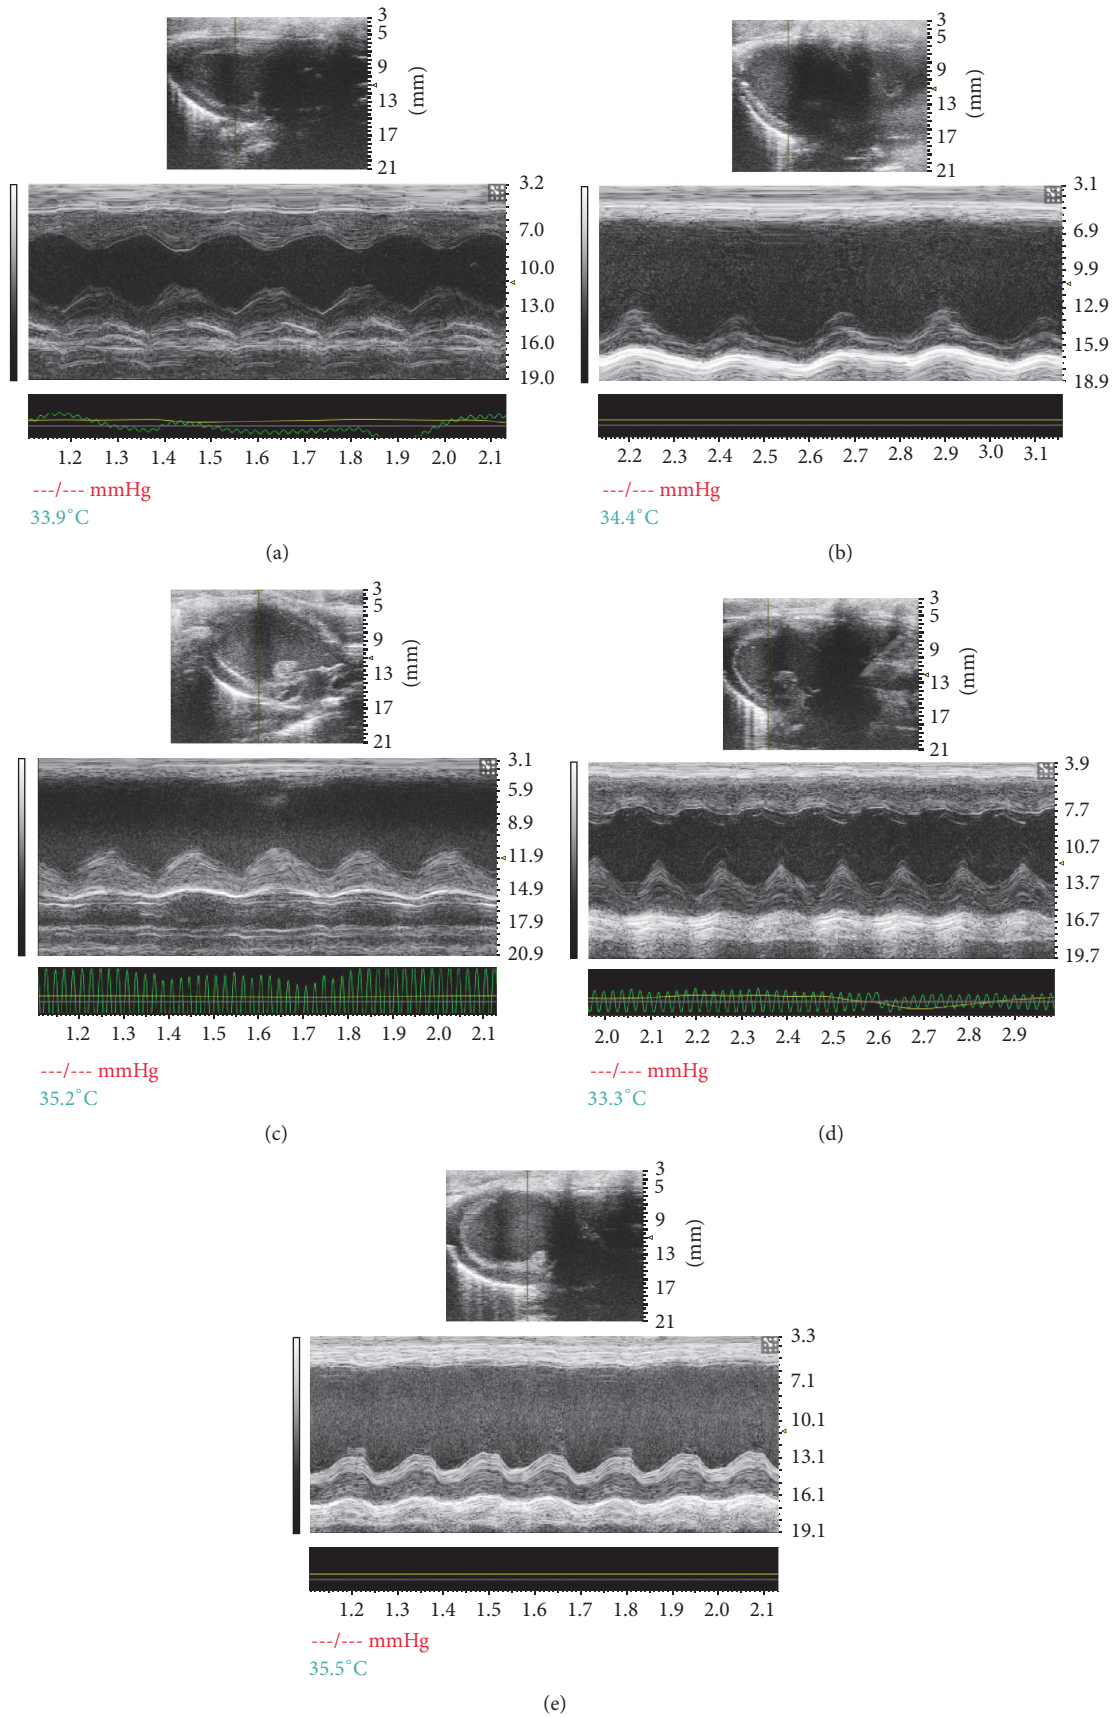 3
5
9
13
17
21
(mm)
3.2
7.0
10.0
13.0
16.0
19.0
1.2 1.3 1.4 1.5 1.6 1.7 1.8 1.9 2.0 2.1
---/--- mmHg
33.9°C
(a)
3
5
9
13
17
21
(mm)
3.1
6.9
9.9
12.9
15.9
18.9
2.2 2.3 2.4 2.5 2.6 2.7 2.8 2.9 3.0 3.1
---/--- mmHg
34.4°C
(b)
3
5
9
13
17
21
(mm)
3.1
5.9
8.9
11.9
14.9
17.9
20.9
1.2 1.3 1.4 1.5 1.6 1.7 1.8 1.9 2.0 2.1
---/--- mmHg
35.2°C
(c)
3
5
9
13
17
21
(mm)
3.9
7.7
10.7
13.7
16.7
19.7
2.0 2.1 2.2 2.3 2.4 2.5 2.6 2.7 2.8 2.9
---/--- mmHg
33.3°C
(d)
3
5
9
13
17
21
(mm)
3.3
7.1
10.1
13.1
16.1
19.1
1.2 1.3 1.4 1.5 1.6 1.7 1.8 1.9 2.0 2.1
---/--- mmHg
35.5°C
(e)